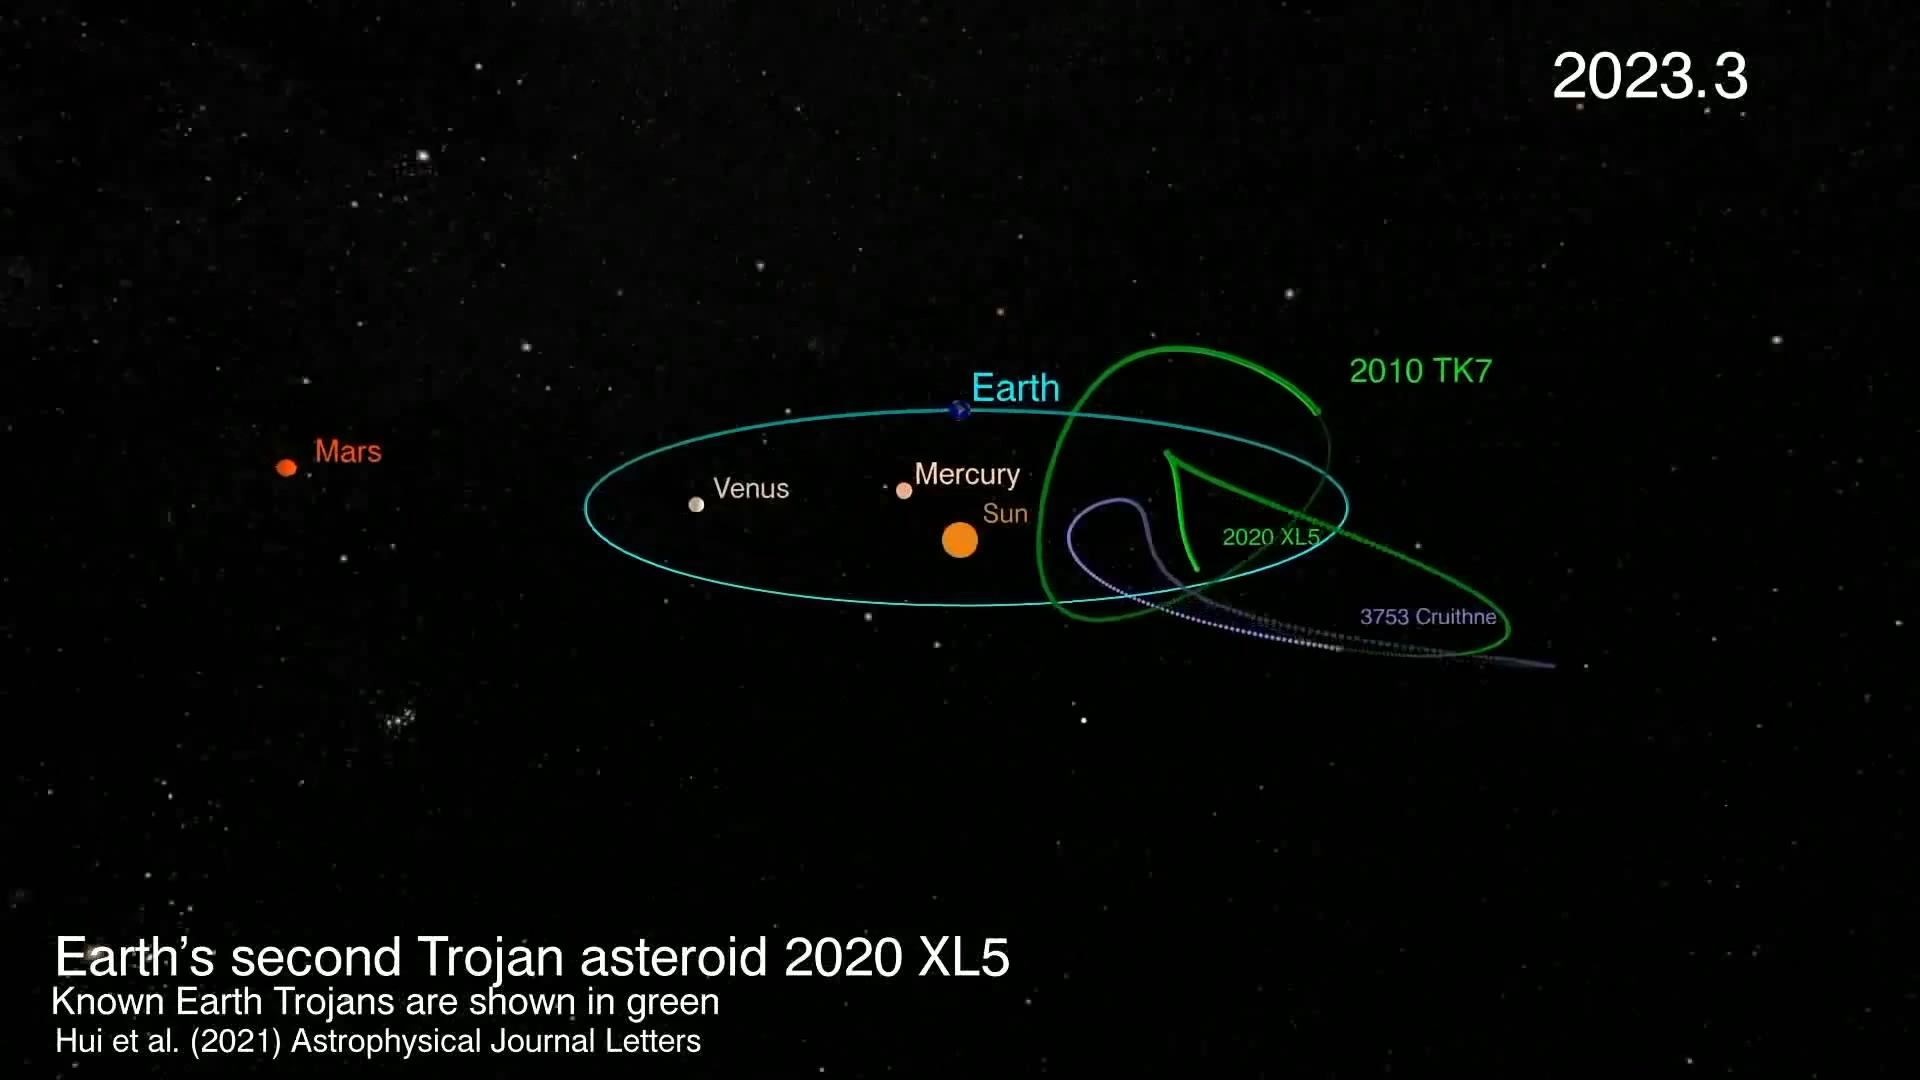 2023.3
2010 TK7
Earth
Mars
Mercury
Venus
Sun
2020 XL5
3753 Cruithne
Earth’s second Trojan asteroid 2020 XL5
Known Earth Trojans are shown in green
Hui et al. (2021) Astrophysical Journal Letters